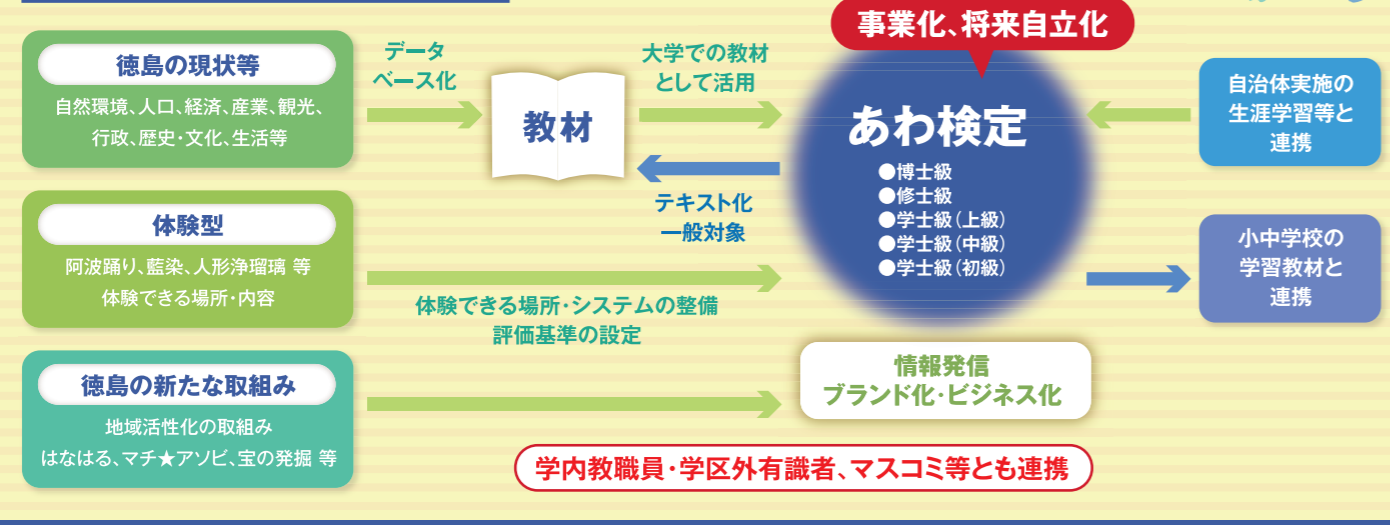 事業化、将来自立化
徳島の現状等
自然環境、人口、経済、産業、観光、
行政、歴史・文化、生活等
データ
ベース化
教材
大学での教材
として活用
テキスト化
一般対象
あわ検定
●博士級
●修士級
●学士級(上級)
●学士級(中級)
●学士級(初級)
自治体実施の
生涯学習等と
連携
小中学校の
学習教材と
連携
体験型
阿波踊り、藍染、人形浄瑠璃 等
体験できる場所・内容
体験できる場所・システムの整備
評価基準の設定
徳島の新たな取組み
地域活性化の取組み
はなはる、マチ★アソビ、宝の発掘 等
情報発信
ブランド化・ビジネス化
学内教職員・学区外有識者、マスコミ等とも連携